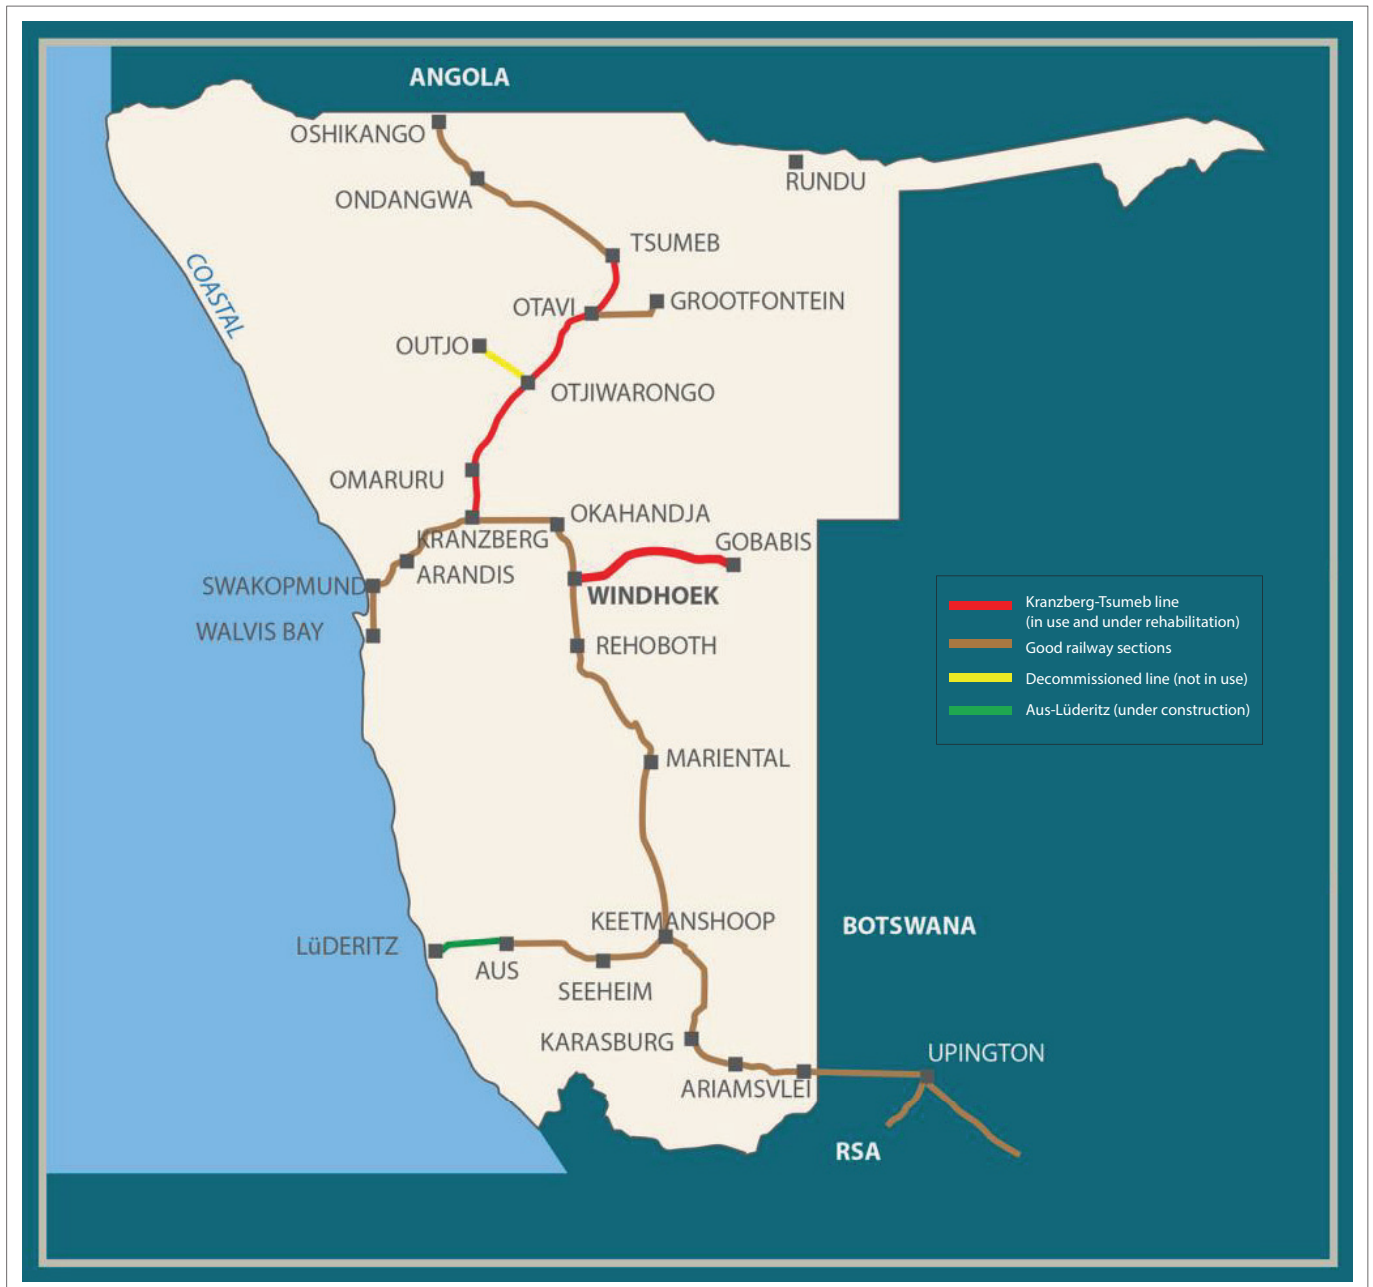 ANGOLA
OSHIKANGO
RUNDU
ONDANGWA
TSUMEB
COASTAL
OTAVI
GROOTFONTEIN
OUTJO
OTJIWARONGO
OMARURU
OKAHANDJA
KRANZBERG
GOBABIS
ARANDIS
SWAKOPMUND
WINDHOEK
WALVIS BAY
REHOBOTH
Kranzberg-Tsumeb line
(in use and under rehabilitation)
Good railway sections
Decommissioned line (not in use)
Aus-Lüderitz (under construction)
MARIENTAL
KEETMANSHOOP
BOTSWANA
LüDERITZ
AUS
SEEHEIM
KARASBURG
UPINGTON
ARIAMSVLEI
RSA